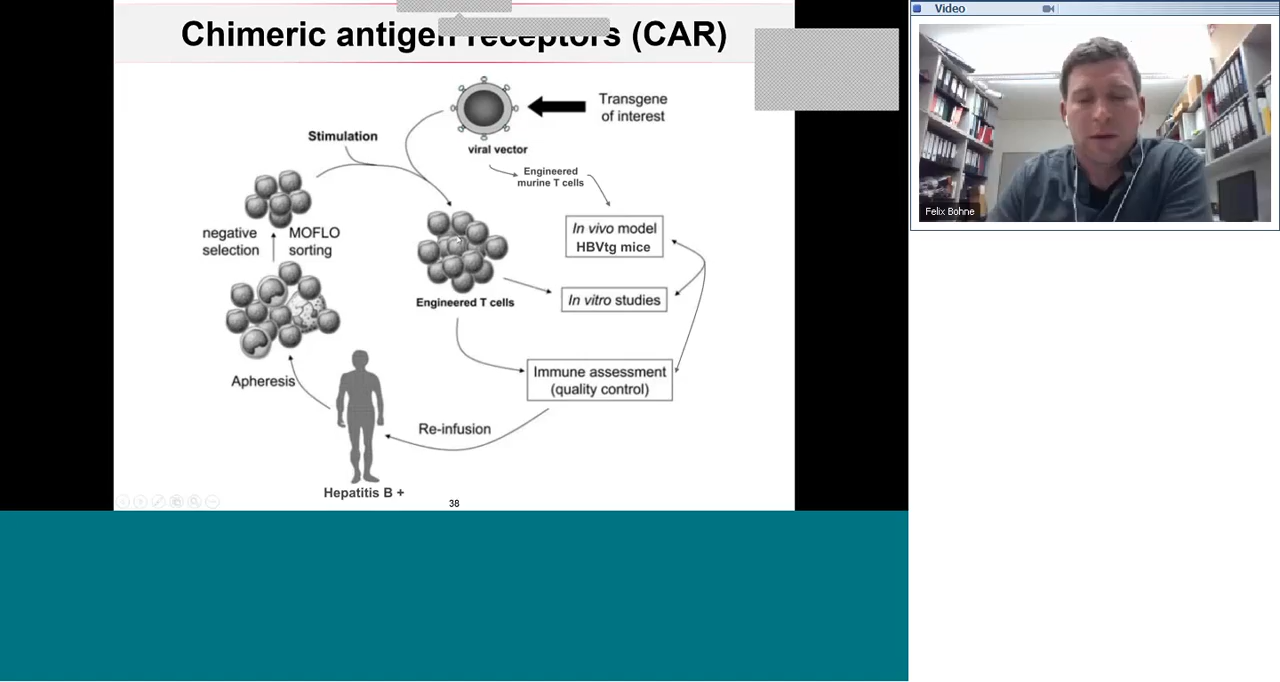 Chimeric antigen receptors (CAR)
Video
Felix Bohne
Transgene
of interest
Stimulation
viral vector
Engineered
murine T cells
negative
selection
MOFLO
sorting
In vivo model
HBVtg mice
Engineered T cells
In vitro studies
Apheresis
Immune assessment
(quality control)
Re-infusion
Hepatitis B +
38